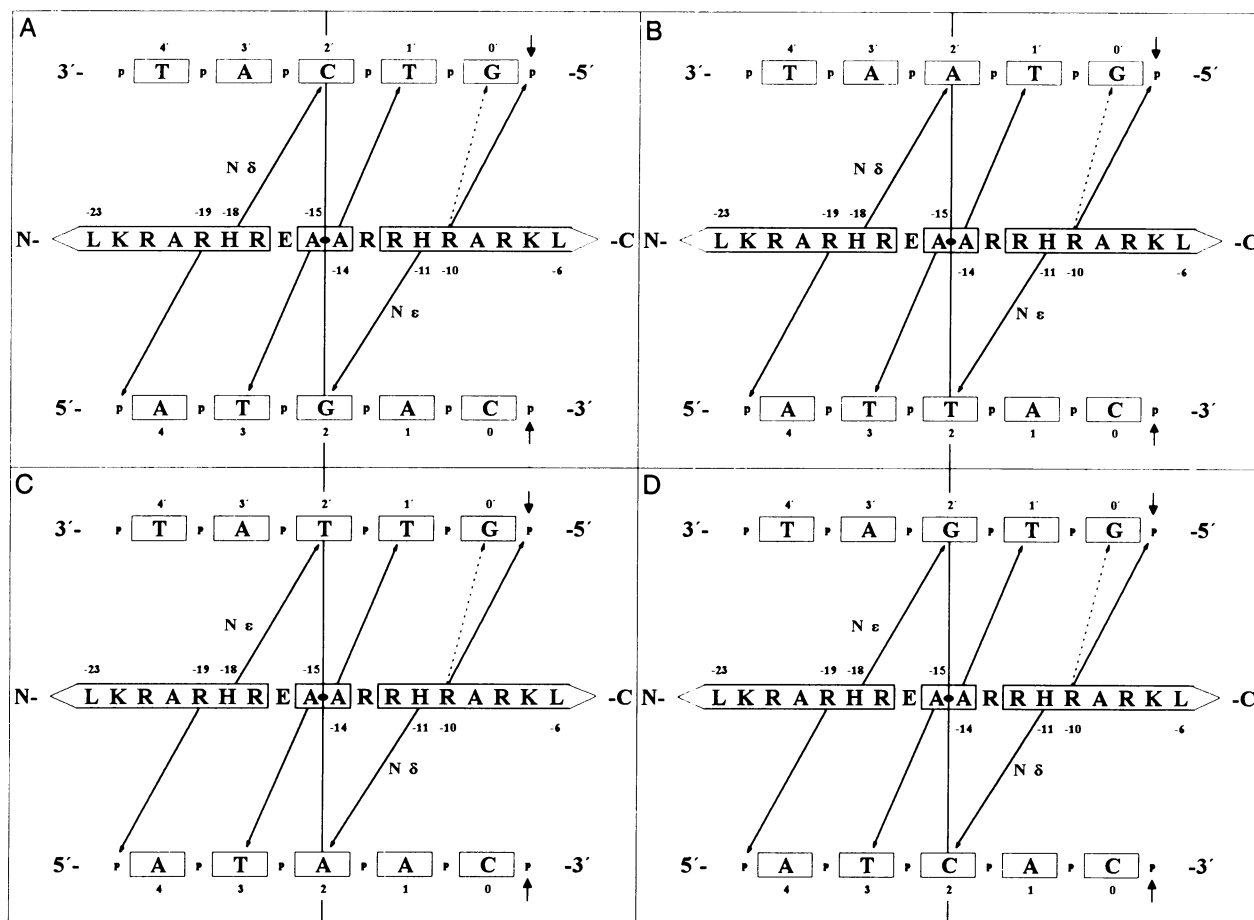 A
4´ 3´ 2´ 1´ 0´
3´- p T p A p C p T p G p -5´
N δ
-23 -19 -18 -15
N- L K R A R H R E A A R R H R A R K L -C
-14 -11 -10 -6
N ε
5´- p A p T p G p A p C p -3´
4 3 2 1 0
B
4´ 3´ 2´ 1´ 0´
3´- p T p A p A p T p G p -5´
N δ
-23 -19 -18 -15
N- L K R A R H R E A A R R H R A R K L -C
-14 -11 -10 -6
N ε
5´- p A p T p T p A p C p -3´
4 3 2 1 0
C
4´ 3´ 2´ 1´ 0´
3´- p T p A p T p T p G p -5´
N ε
-23 -19 -18 -15
N- L K R A R H R E A A R R H R A R K L -C
-14 -11 -10 -6
N δ
5´- p A p T p A p A p C p -3´
4 3 2 1 0
D
4´ 3´ 2´ 1´ 0´
3´- p T p A p G p T p G p -5´
N ε
-23 -19 -18 -15
N- L K R A R H R E A A R R H R A R K L -C
-14 -11 -10 -6
N δ
5´- p A p T p C p A p C p -3´
4 3 2 1 0